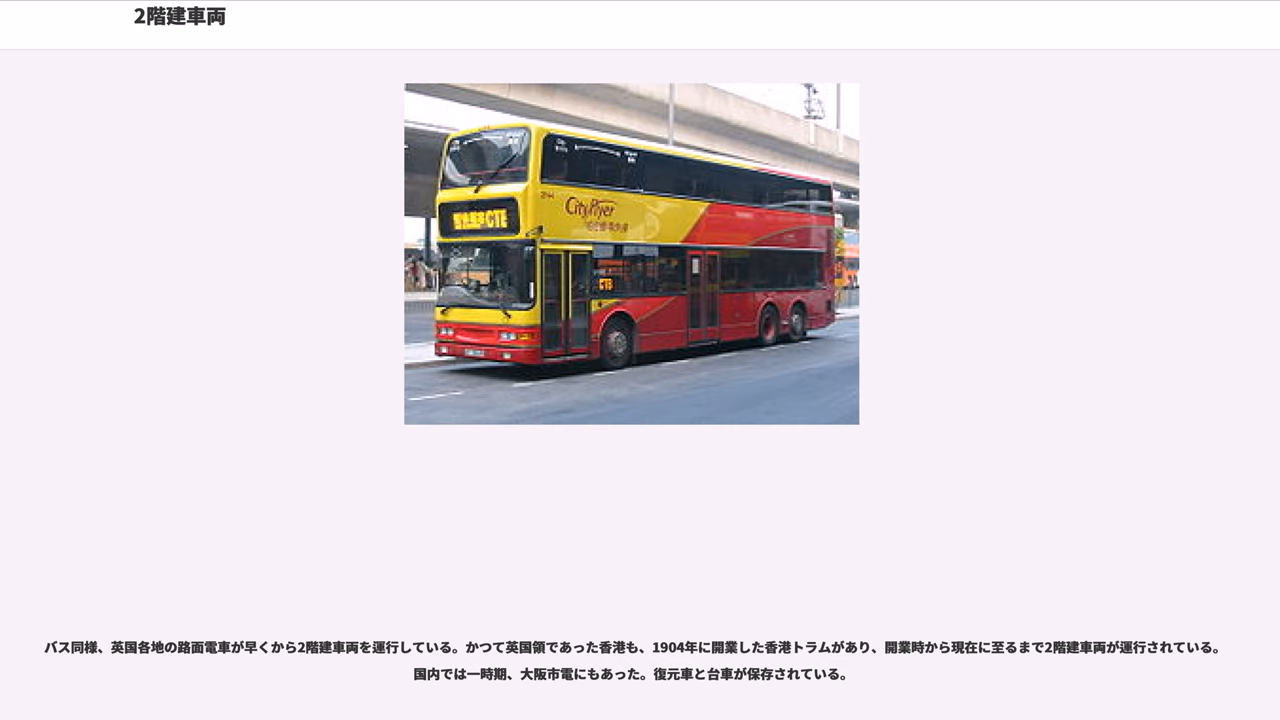 2階建車両
CityFlyer
CTB
バス同様、英国各地の路面電車が早くから2階建車両を運行している。かつて英国領であった香港も、1904年に開業した香港トラムがあり、開業時から現在に至るまで2階建車両が運行されている。
国内では一時期、大阪市電にもあった。復元車と台車が保存されている。